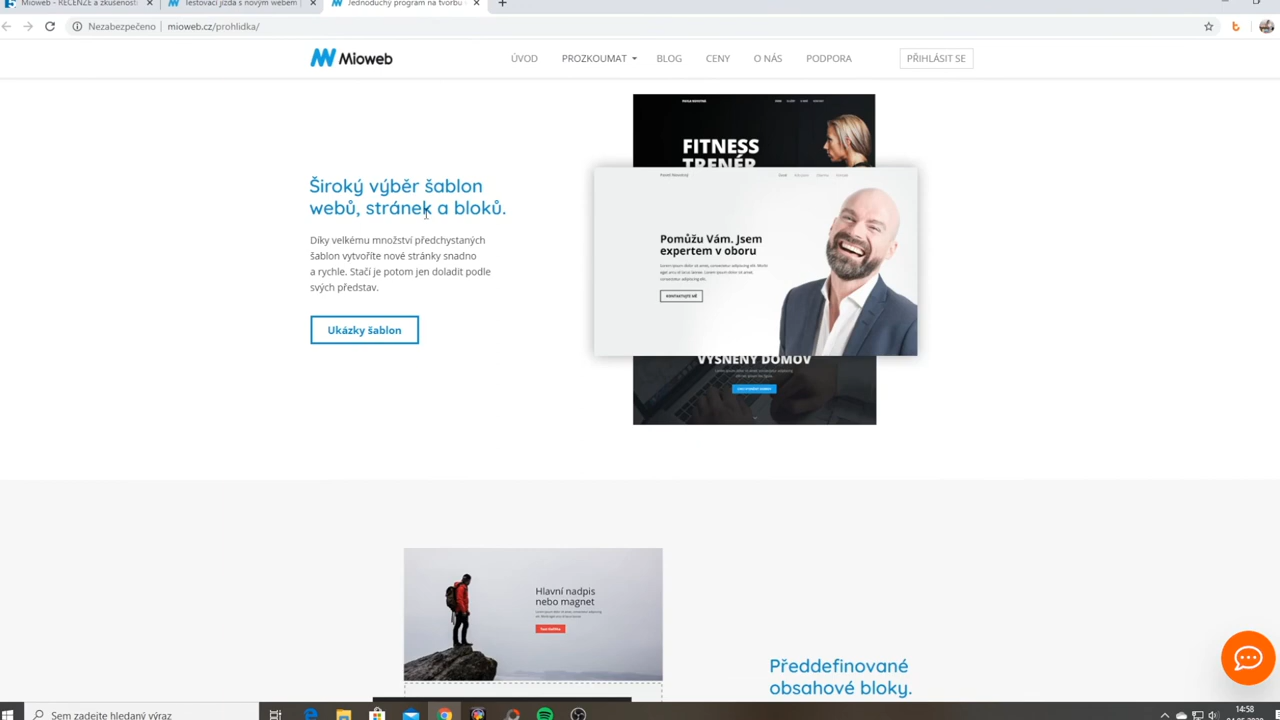 Mioweb - RECENZE a zkušenosti
Testovací jízda s novým webem
Jednoduchý program na tvorbu
Nezabezpečeno
mioweb.cz/prohlidka/
Mioweb
ÚVOD
PROZKOUMAT
BLOG
CENY
O NÁS
PODPORA
PŘIHLÁSIT SE
Široký výběr šablon
webů, stránek a bloků.
Díky velkému množství předchystaných
šablon vytvoříte nové stránky snadno
a rychle. Stačí je potom jen doladit podle
svých představ.
Ukázky šablon
FITNESS
TRENÉR
Pomůžu Vám. Jsem
expertem v oboru
KONTAKTUJTE MĚ
VYSNĚNÝ DOMOV
Hlavní nadpis
nebo magnet
Předdefinované
obsahové bloky.
Sem zadejte hledaný výraz
14:58